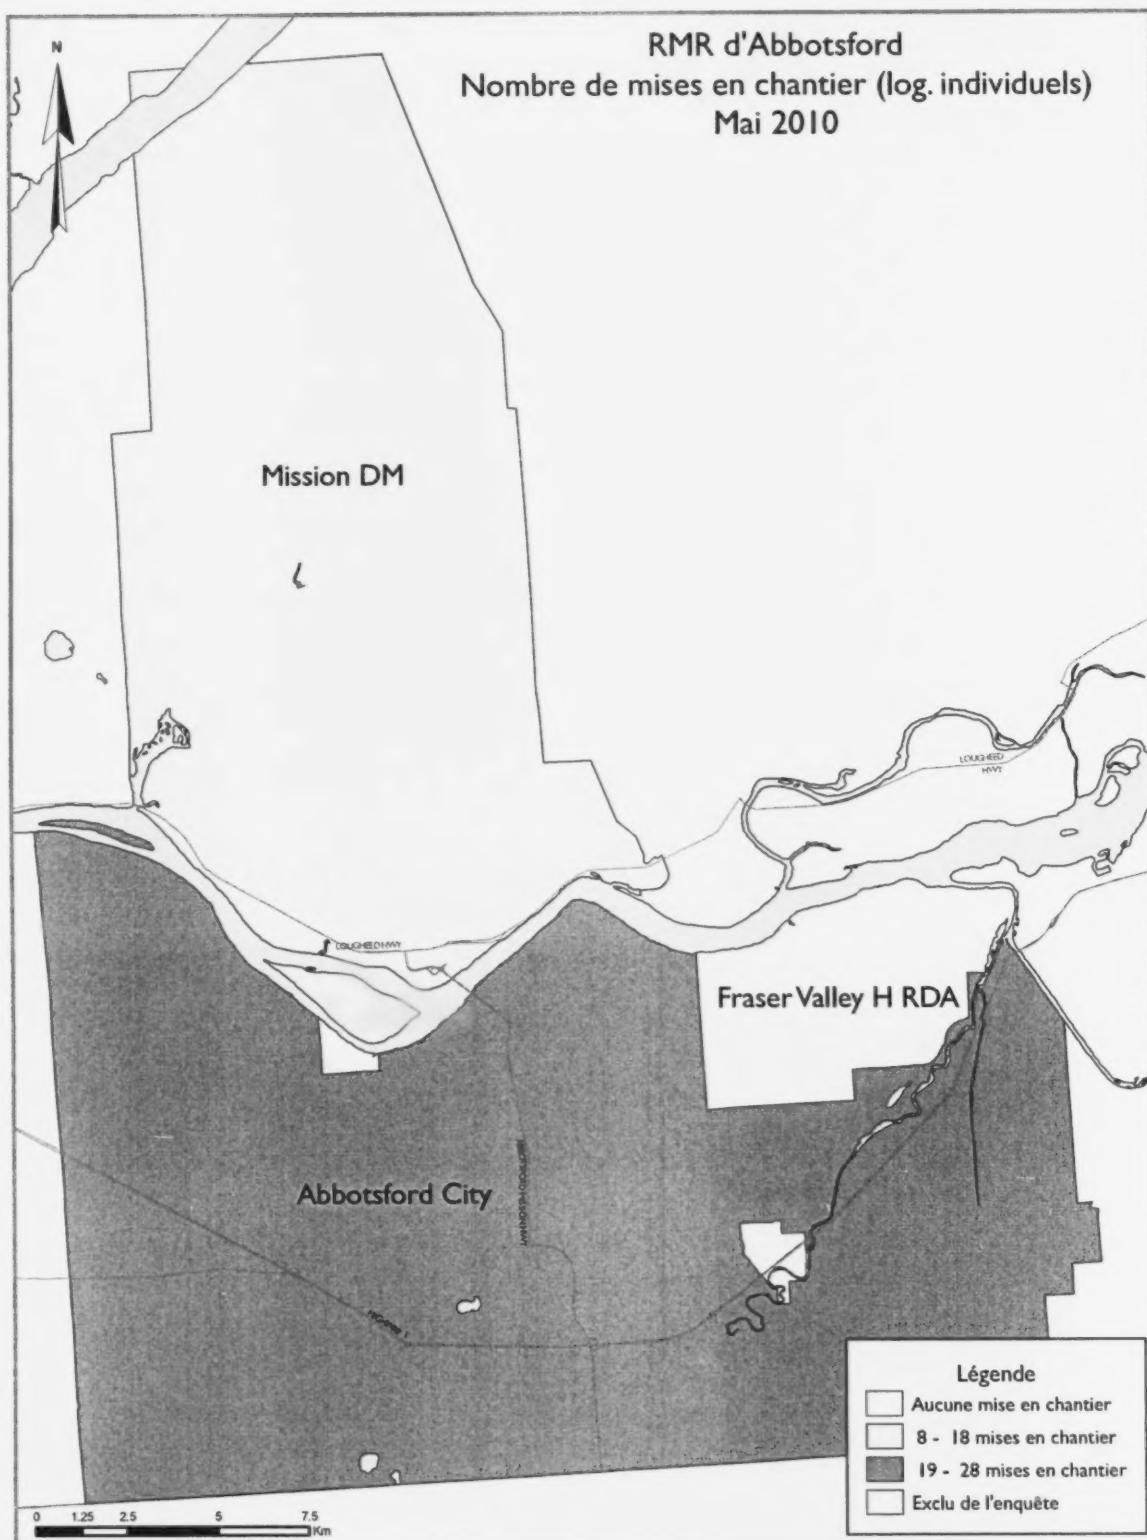 RMR d'Abbotsford
Nombre de mises en chantier (log. individuels)
Mai 2010
N
Mission DM
LOUGHEED
HWY
LOUGHEED HWY
Fraser Valley H RDA
Abbotsford City
HIGHWAY 1
Légende
Aucune mise en chantier
8 - 18 mises en chantier
19 - 28 mises en chantier
Exclu de l'enquête
0 1.25 2.5 5 7.5
Km